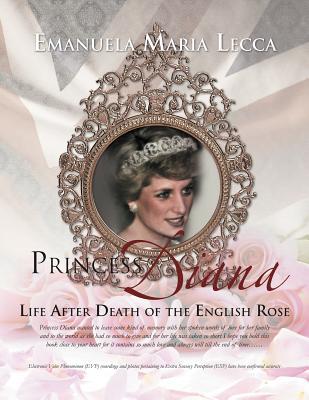 EMANUELA MARIA LECCA
PRINCESS Diana
LIFE AFTER DEATH OF THE ENGLISH ROSE
Princess Diana wanted to leave some kind of memory with her spoken words of love for her family
and to the world as she had so much to give and for her life was taken so short I hope you hold this
book close to your heart for it contains so much love and always will till the end of time.......
Electronic Voice Phenomenon (EVP) recordings and photos pertaining to Extra Sensory Perception (ESP) have been confirmed